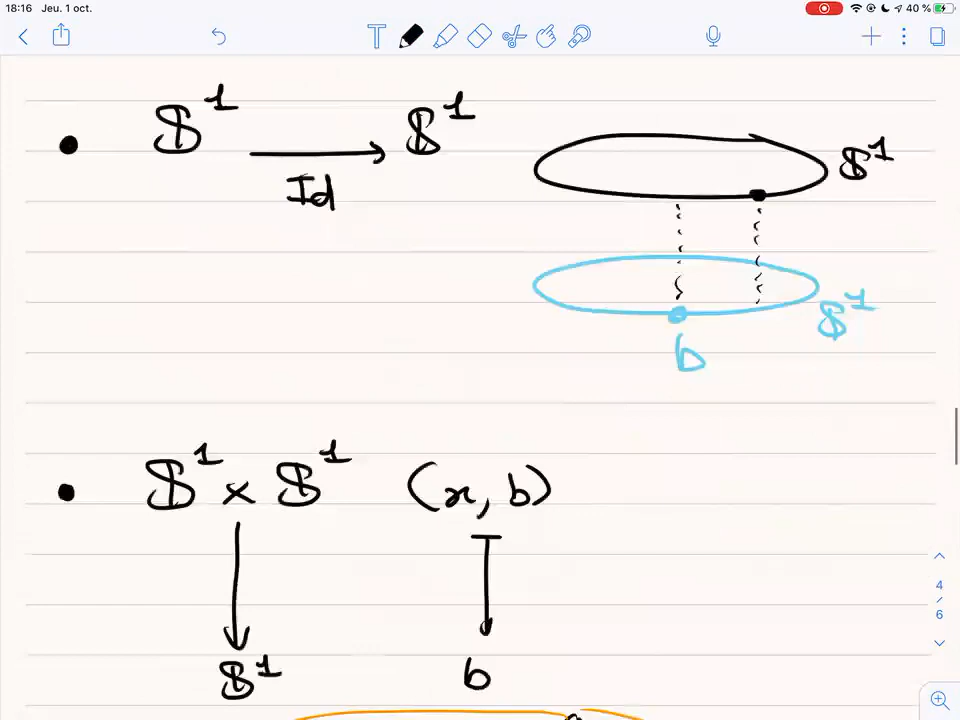 18:16 Jeu. 1 oct. 40 %
• 𝕊¹ → 𝕊¹
Id
𝕊¹
𝕊¹
b
• 𝕊¹ × 𝕊¹ (x, b)
𝕊¹ b
4
/
6